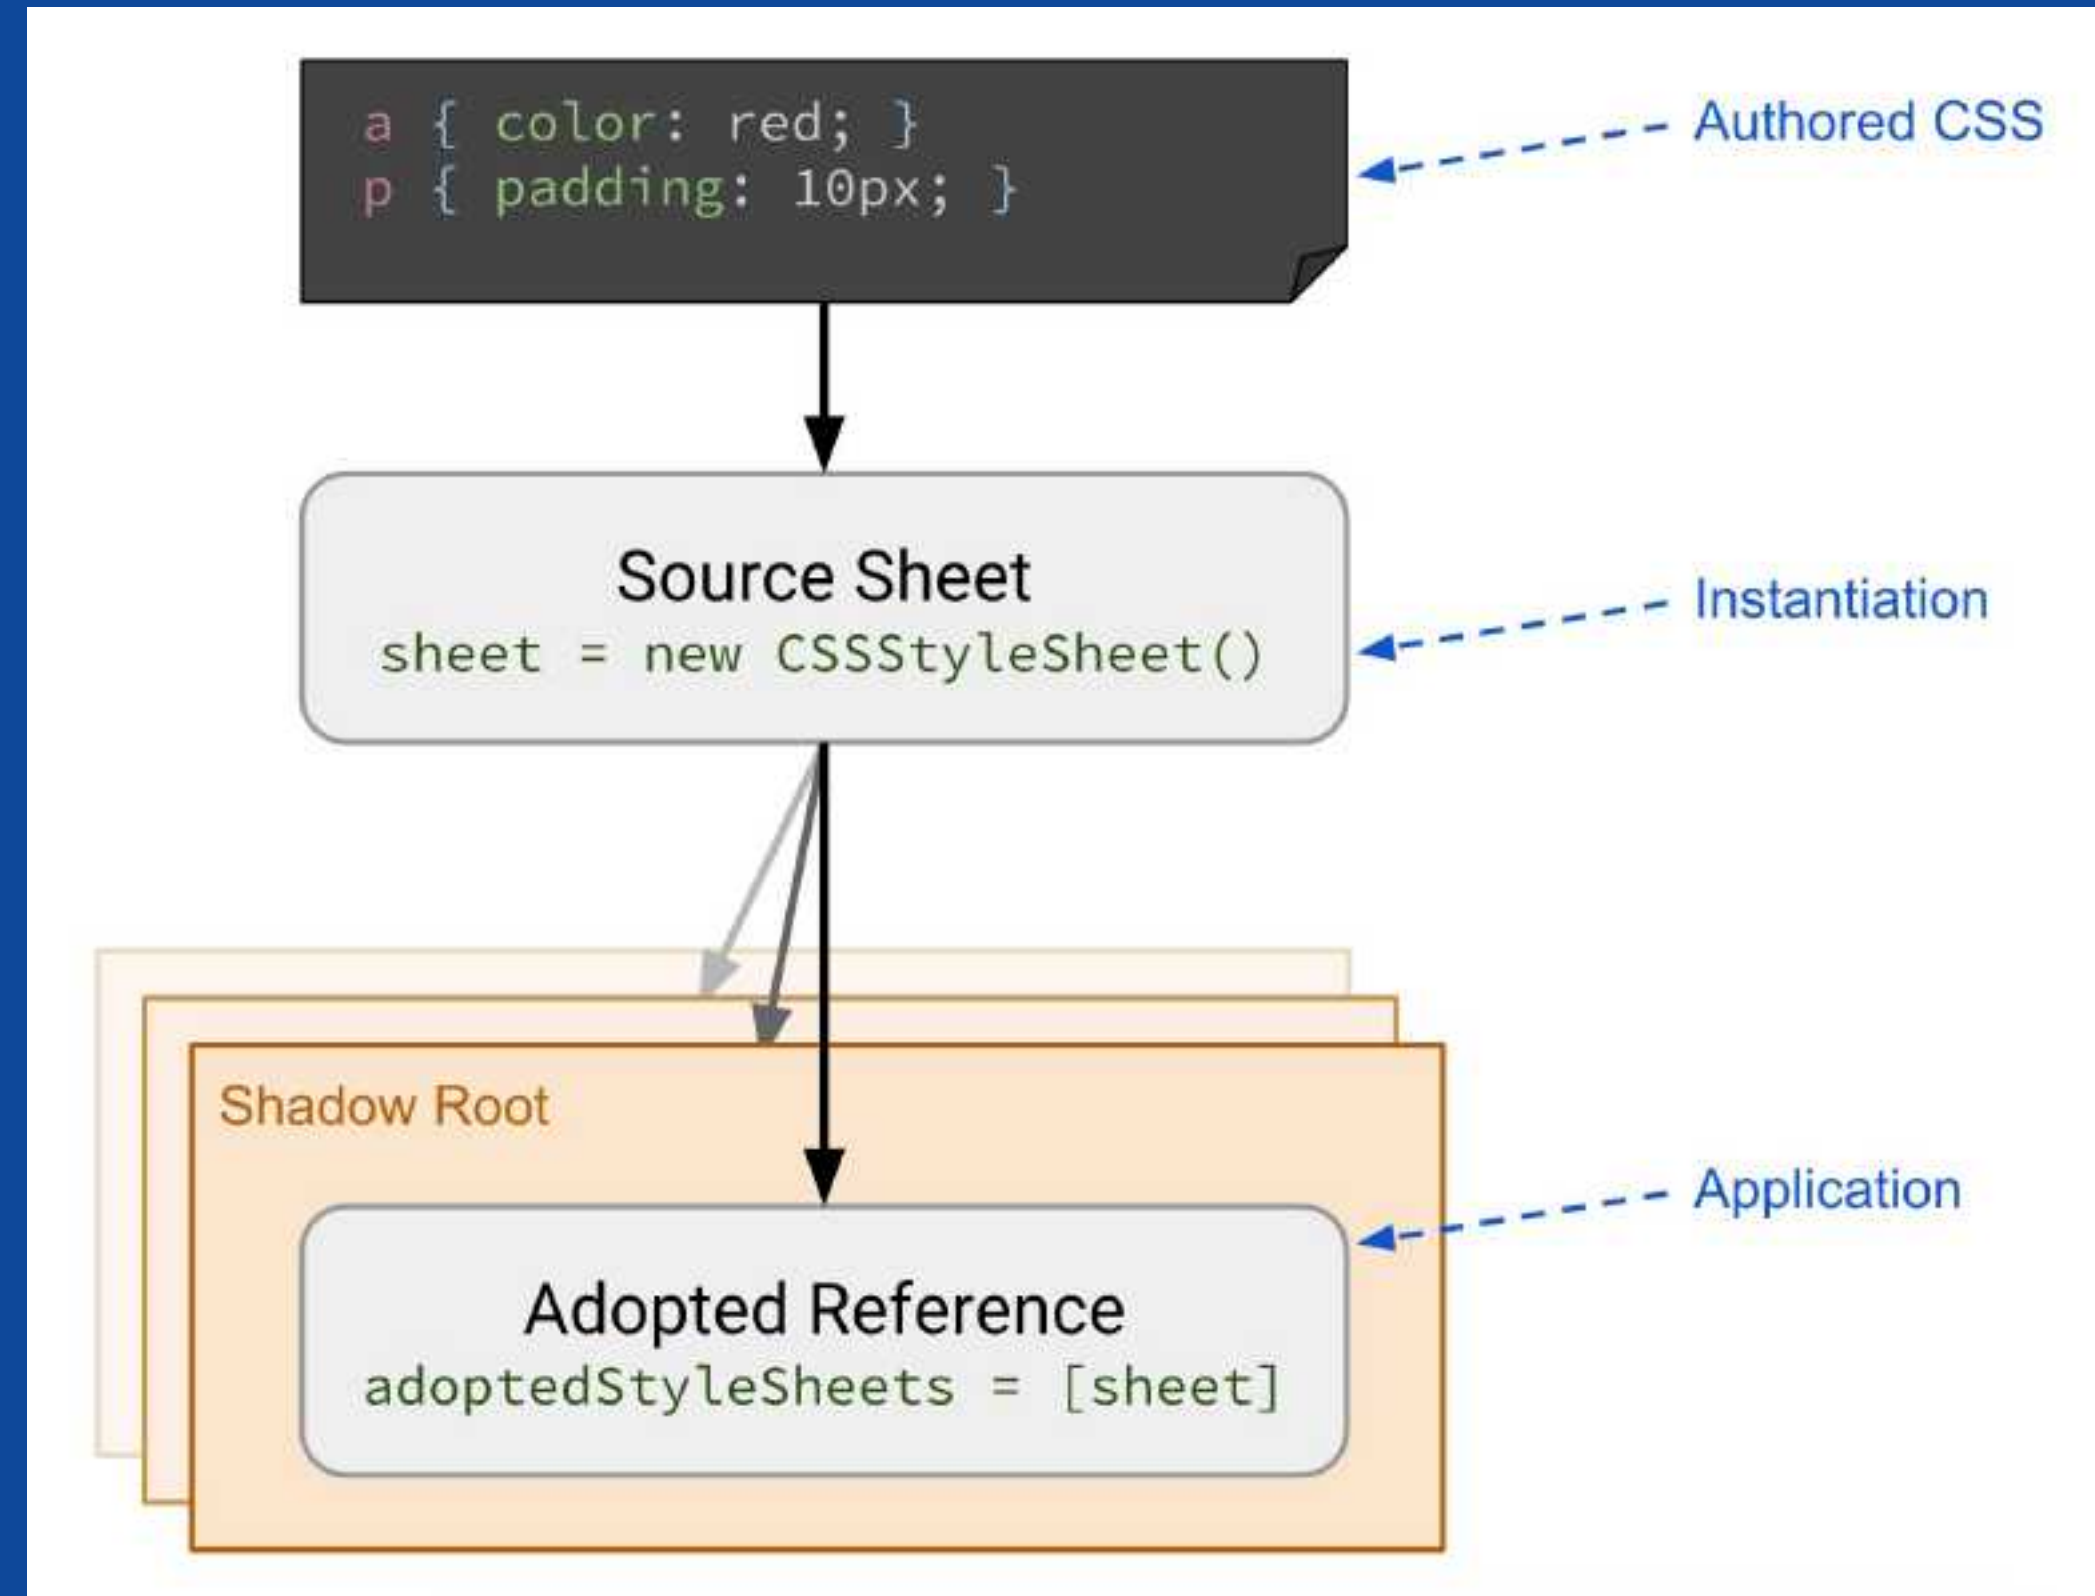 a { color: red; }
p { padding: 10px; }
Authored CSS
Source Sheet
sheet = new CSSStyleSheet()
Instantiation
Shadow Root
Application
Adopted Reference
adoptedStyleSheets = [sheet]